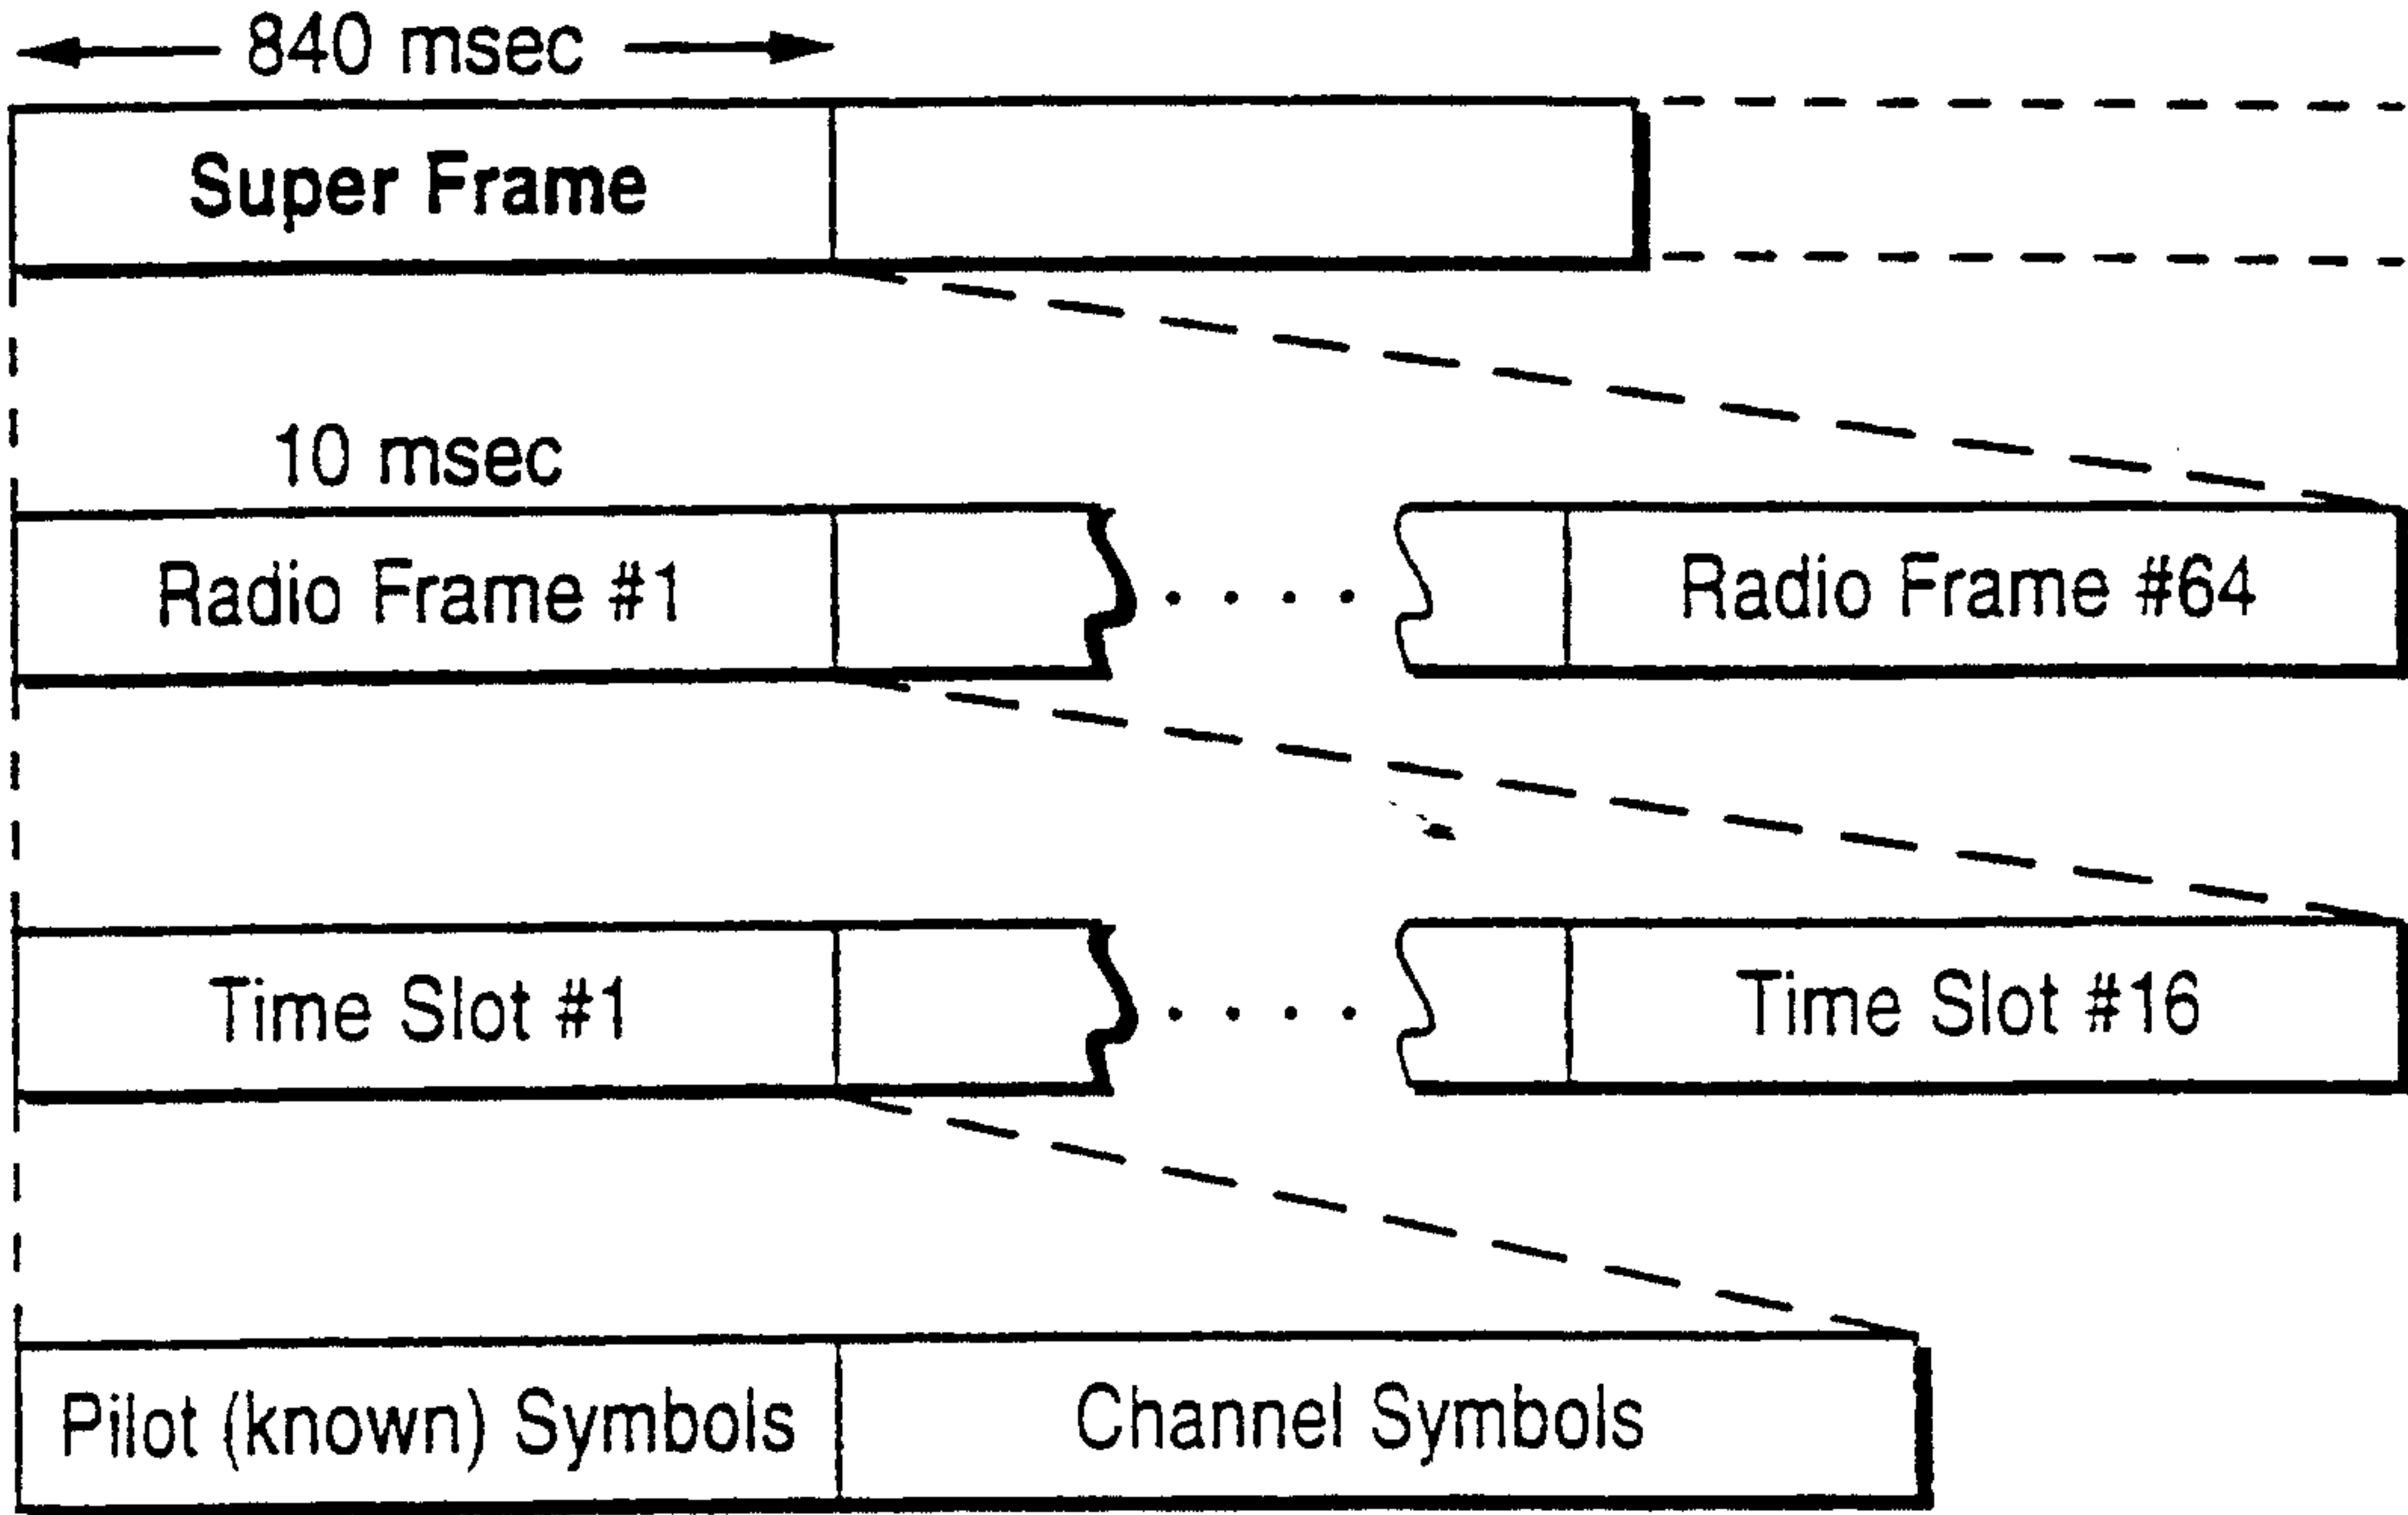 840 msec
Super Frame
10 msec
Radio Frame #1
Radio Frame #64
Time Slot #1
Time Slot #16
Pilot (known) Symbols
Channel Symbols